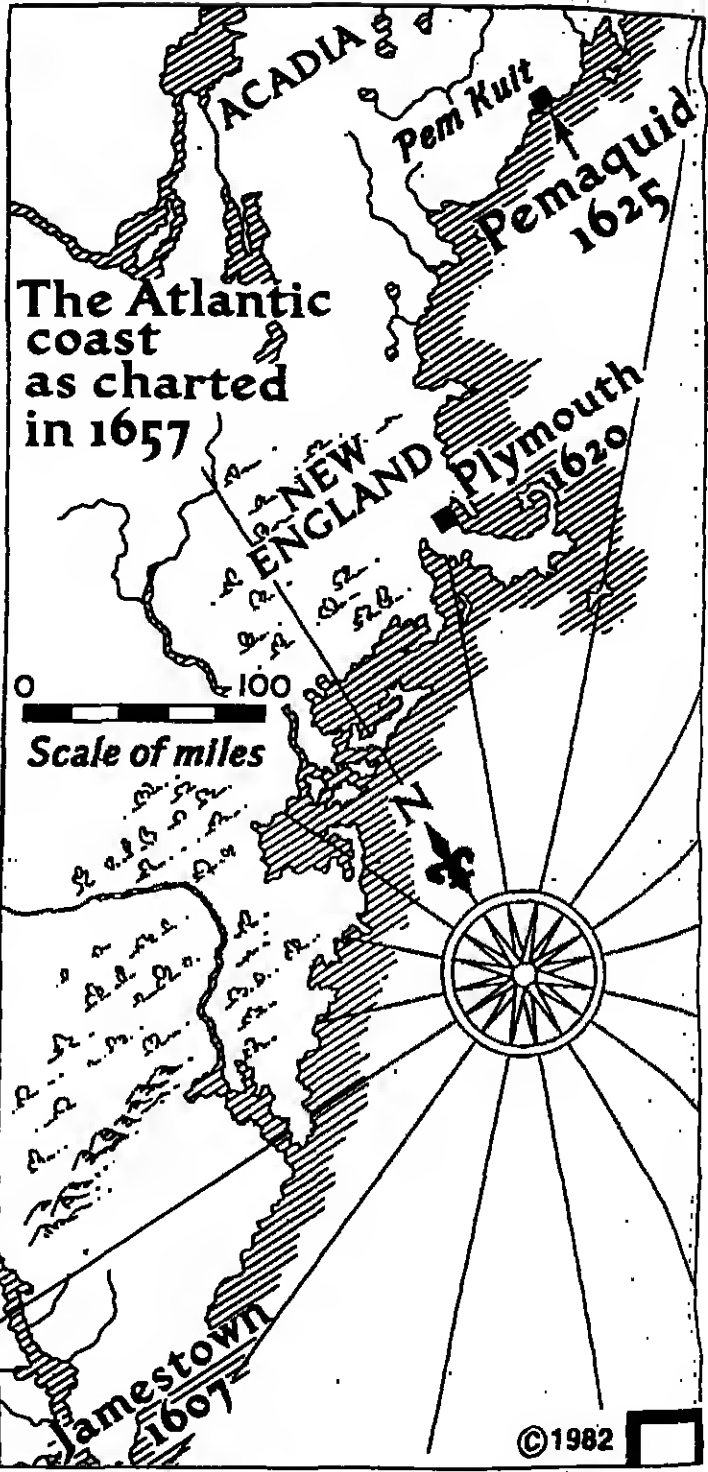 ACADIA
Pem Kuit
Pemaquid
1625
The Atlantic
coast
as charted
in 1657
Plymouth
1620
NEW
ENGLAND
0 100
Scale of miles
N
Jamestown
1607
©1982